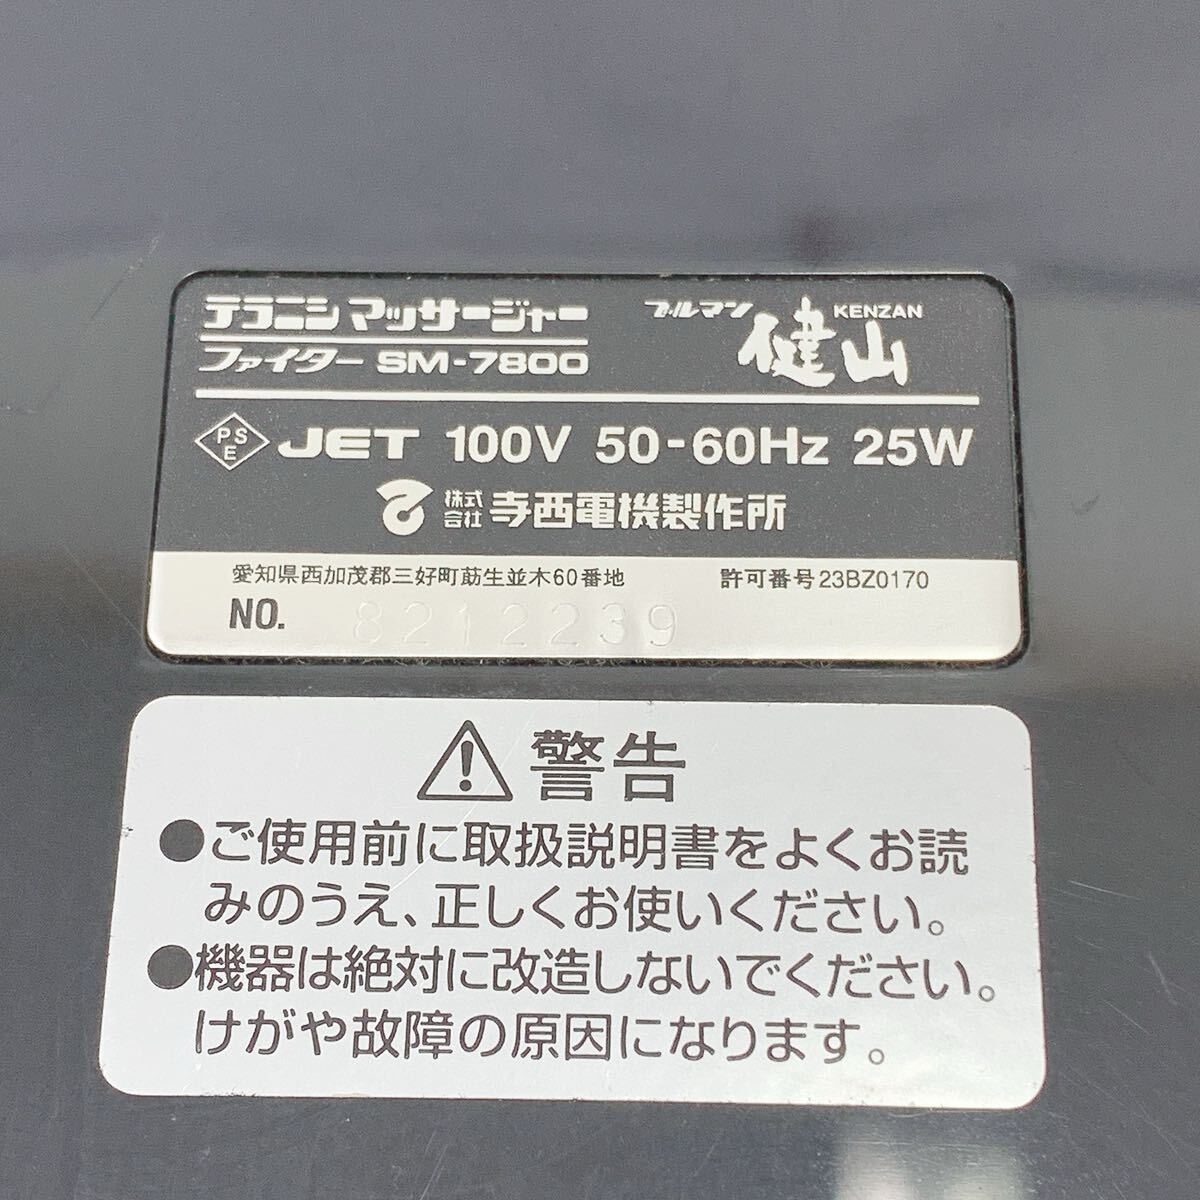 テラニシ マッサージャー
ファイター SM-7800
ブルマン 健山 KENZAN
PSE JET 100V 50-60Hz 25W
株式会社 寺西電機製作所
愛知県西加茂郡三好町莇生並木60番地 許可番号23BZ0170
NO. 8212239
警告
●ご使用前に取扱説明書をよくお読
みのうえ、正しくお使いください。
●機器は絶対に改造しないでください。
けがや故障の原因になります。